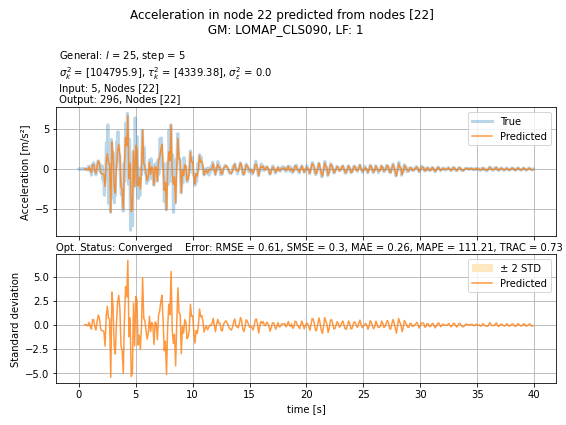 Acceleration in node 22 predicted from nodes [22]
GM: LOMAP_CLS090, LF: 1
General: l = 25, step = 5
σ²ₖ = [104795.9], τ²ₖ = [4339.38], σ²ε = 0.0
Input: 5, Nodes [22]
Output: 296, Nodes [22]
True
Predicted
Acceleration [m/s²]
5
0
−5
Opt. Status: Converged    Error: RMSE = 0.61, SMSE = 0.3, MAE = 0.26, MAPE = 111.21, TRAC = 0.73
± 2 STD
Predicted
Standard deviation
5.0
2.5
0.0
−2.5
−5.0
0 5 10 15 20 25 30 35 40
time [s]